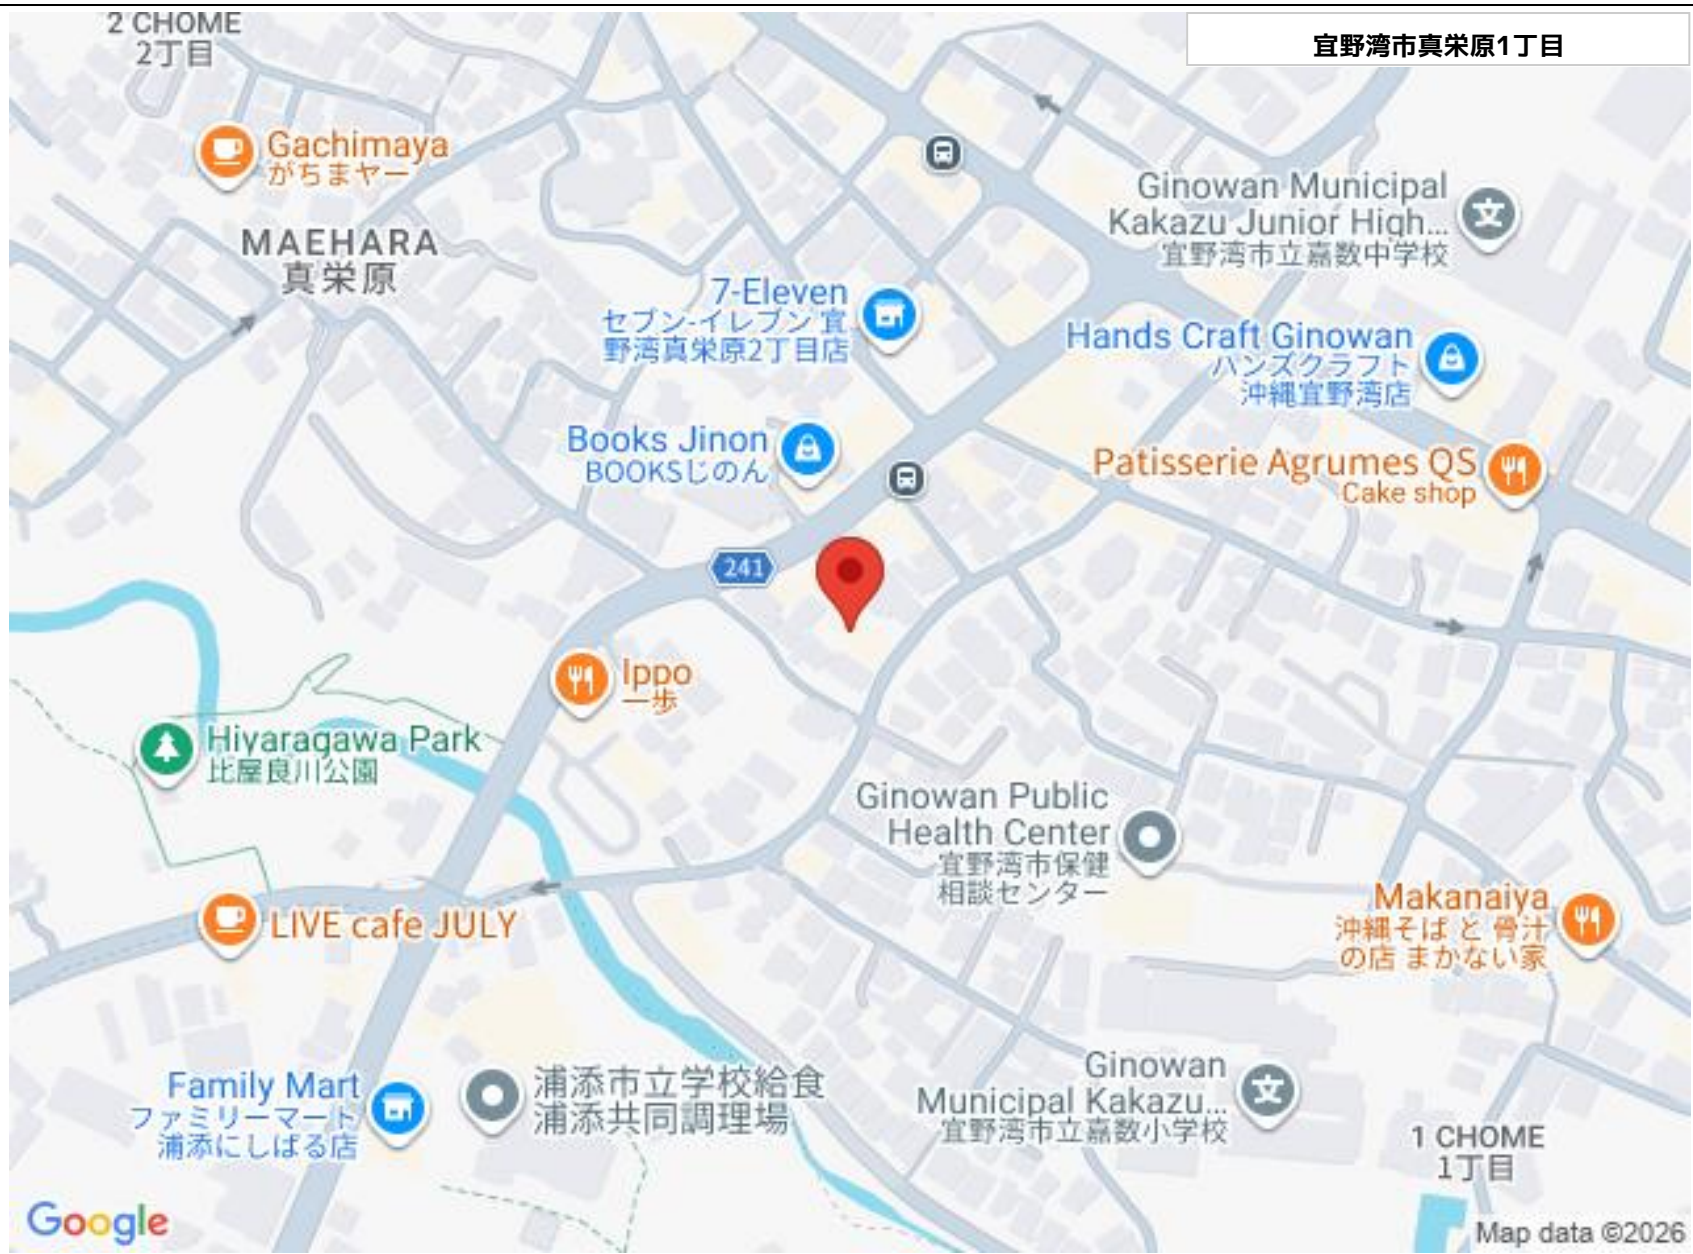 2 CHOME
2丁目
宜野湾市真栄原1丁目
Gachimaya
がちまヤー
Ginowan Municipal
Kakazu Junior High...
宜野湾市立嘉数中学校
MAEHARA
真栄原
7-Eleven
セブン-イレブン 宜
野湾真栄原2丁目店
Hands Craft Ginowan
ハンズクラフト
沖縄宜野湾店
Books Jinon
BOOKSじのん
Patisserie Agrumes QS
Cake shop
241
Ippo
一歩
Hiyaragawa Park
比屋良川公園
Ginowan Public
Health Center
宜野湾市保健
相談センター
LIVE cafe JULY
Makanaiya
沖縄そば と 骨汁
の店 まかない家
Family Mart
ファミリーマート
浦添にしばる店
浦添市立学校給食
浦添共同調理場
Ginowan
Municipal Kakazu...
宜野湾市立嘉数小学校
1 CHOME
1丁目
Google
Map data ©2026
文
文